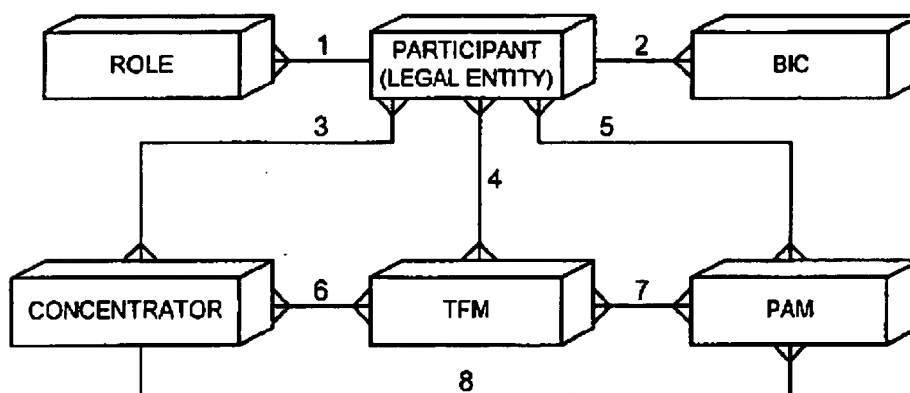 ROLE
1
PARTICIPANT
(LEGAL ENTITY)
2
BIC
3
4
5
CONCENTRATOR
6
TFM
7
PAM
8